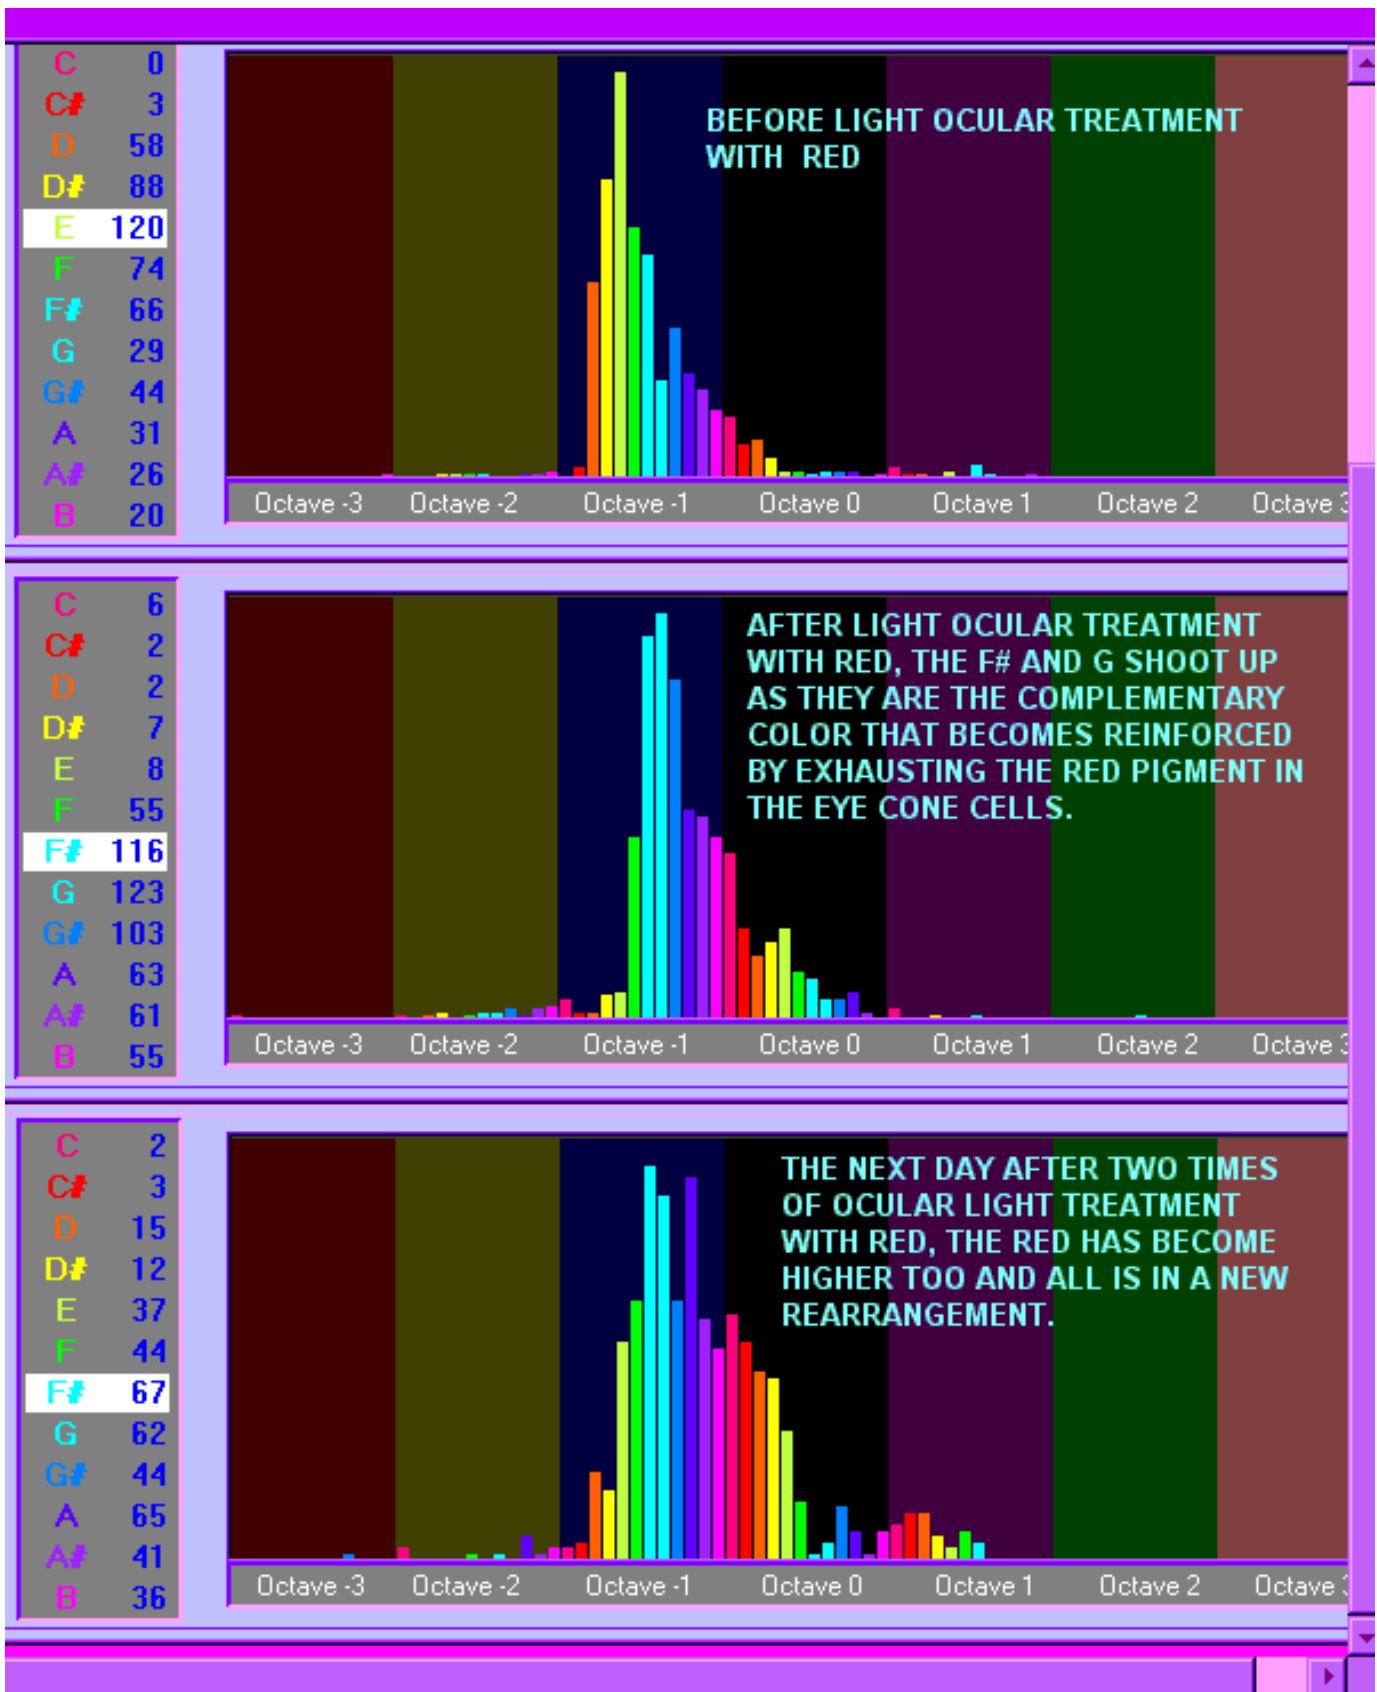 C 0
C# 3
D 58
D# 88
E 120
F 74
F# 66
G 29
G# 44
A 31
A# 26
B 20
BEFORE LIGHT OCULAR TREATMENT
WITH RED
Octave -3 Octave -2 Octave -1 Octave 0 Octave 1 Octave 2 Octave 3
C 6
C# 2
D 2
D# 7
E 8
F 55
F# 116
G 123
G# 103
A 63
A# 61
B 55
AFTER LIGHT OCULAR TREATMENT
WITH RED, THE F# AND G SHOOT UP
AS THEY ARE THE COMPLEMENTARY
COLOR THAT BECOMES REINFORCED
BY EXHAUSTING THE RED PIGMENT IN
THE EYE CONE CELLS.
Octave -3 Octave -2 Octave -1 Octave 0 Octave 1 Octave 2 Octave 3
C 2
C# 3
D 15
D# 12
E 37
F 44
F# 67
G 62
G# 44
A 65
A# 41
B 36
THE NEXT DAY AFTER TWO TIMES
OF OCULAR LIGHT TREATMENT
WITH RED, THE RED HAS BECOME
HIGHER TOO AND ALL IS IN A NEW
REARRANGEMENT.
Octave -3 Octave -2 Octave -1 Octave 0 Octave 1 Octave 2 Octave 3